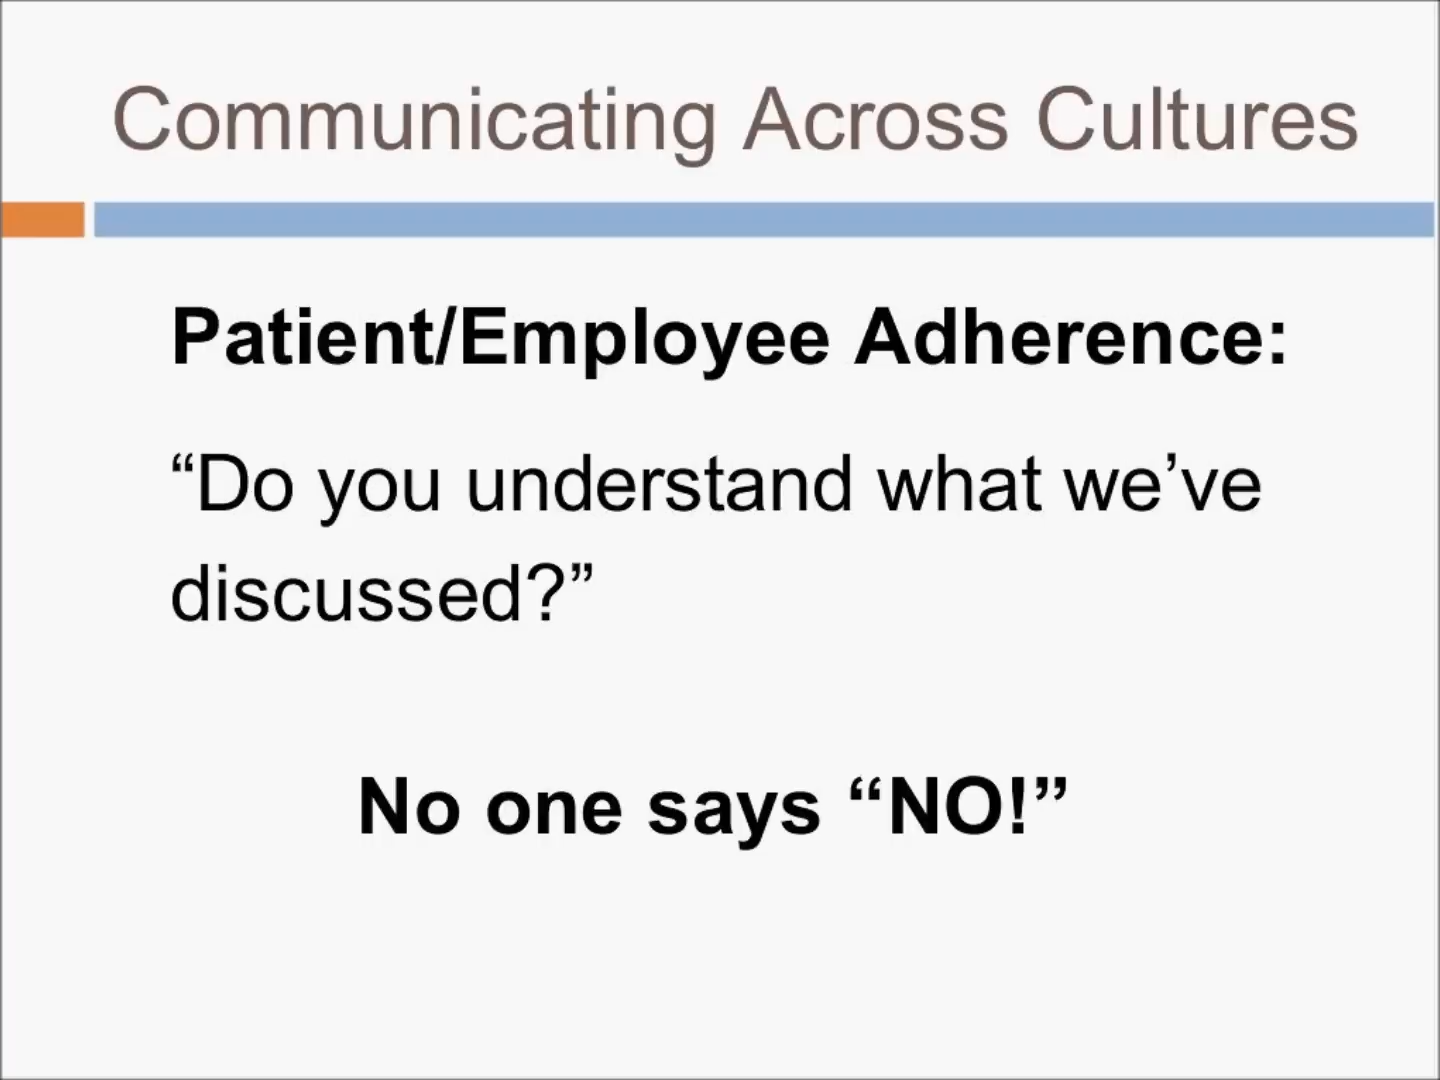 Communicating Across Cultures
Patient/Employee Adherence:
“Do you understand what we’ve
discussed?”
No one says “NO!”